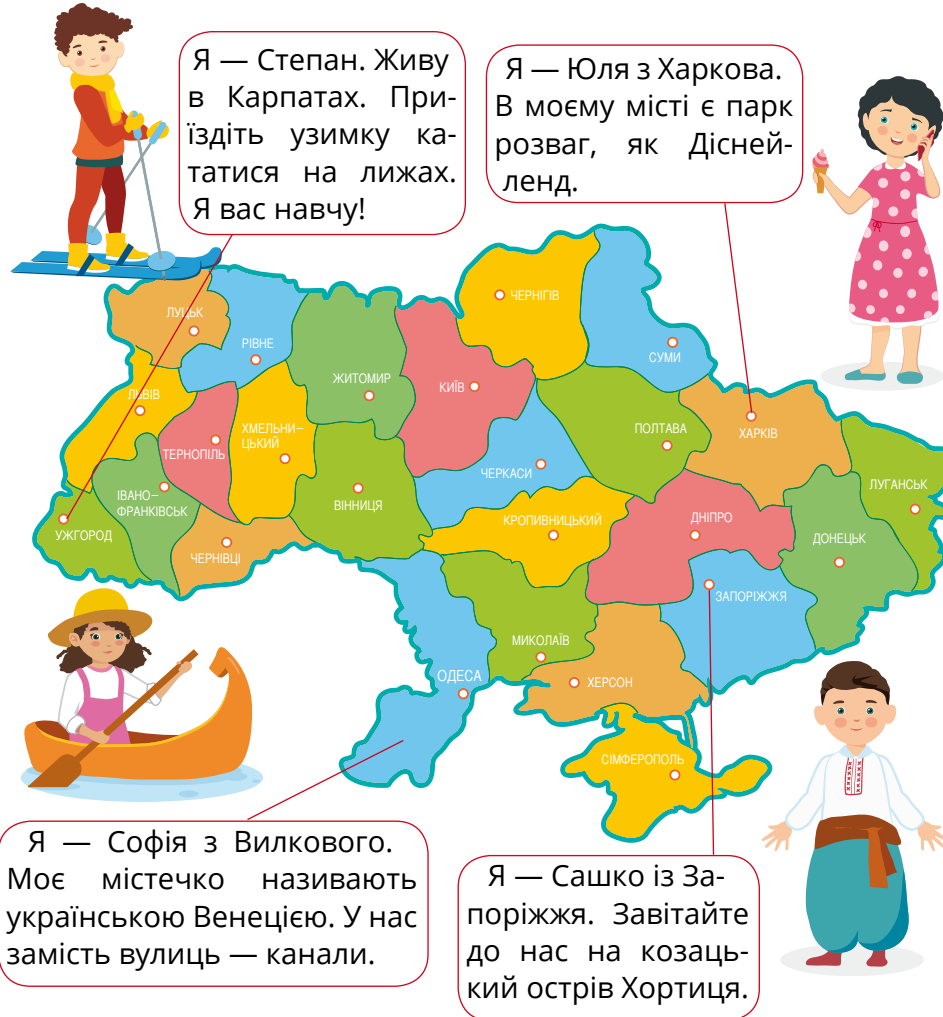 Я — Степан. Живу
в Карпатах. При-
їздіть узимку ка-
татися на лижах.
Я вас навчу!
Я — Юля з Харкова.
В моєму місті є парк
розваг, як Дісней-
ленд.
ЧЕРНІГІВ
ЛУЦЬК
РІВНЕ
СУМИ
ЖИТОМИР
КИЇВ
ЛЬВІВ
ХМЕЛЬНИ–
ЦЬКИЙ
ТЕРНОПІЛЬ
ПОЛТАВА
ХАРКІВ
ЧЕРКАСИ
ЛУГАНСЬК
ІВАНО–
ФРАНКІВСЬК
ВІННИЦЯ
КРОПИВНИЦЬКИЙ
ДНІПРО
УЖГОРОД
ДОНЕЦЬК
ЧЕРНІВЦІ
ЗАПОРІЖЖЯ
МИКОЛАЇВ
ОДЕСА
ХЕРСОН
СІМФЕРОПОЛЬ
Я — Софія з Вилкового.
Моє містечко називають
українською Венецією. У нас
замість вулиць — канали.
Я — Сашко із За-
поріжжя. Завітайте
до нас на козаць-
кий острів Хортиця.